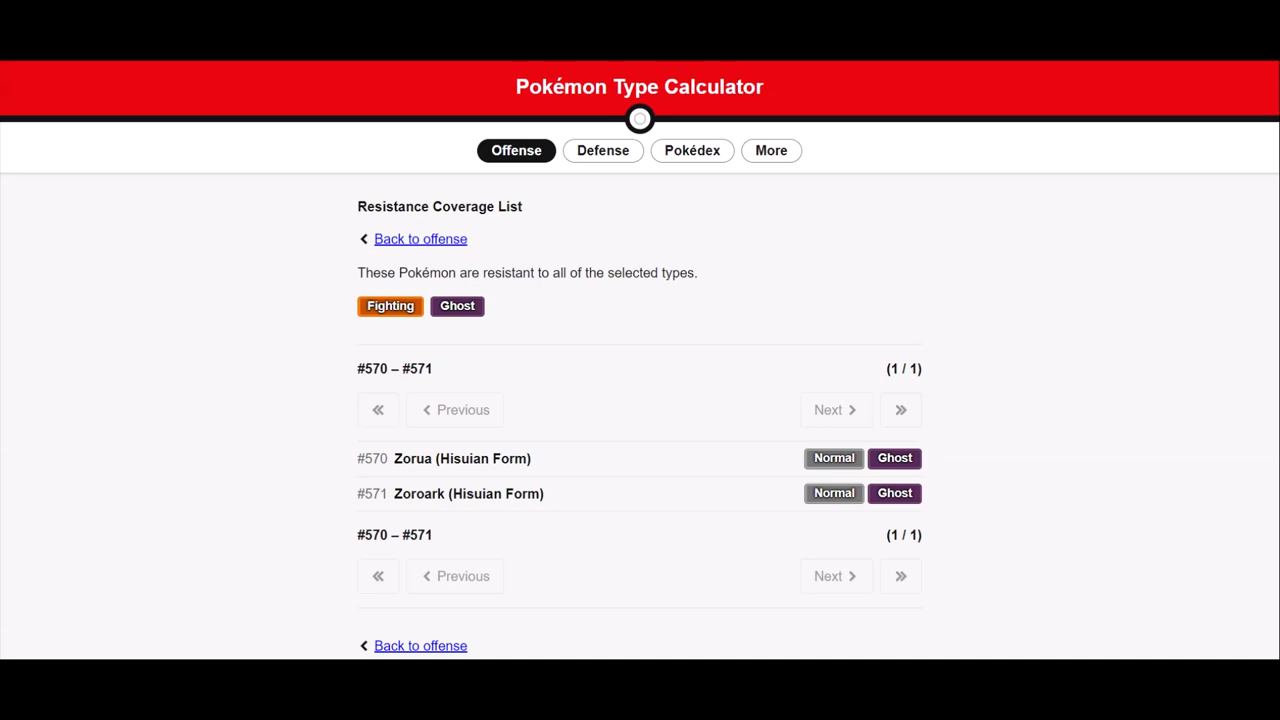 Pokémon Type Calculator
Offense Defense Pokédex More
Resistance Coverage List
Back to offense
These Pokémon are resistant to all of the selected types.
Fighting Ghost
#570 – #571 (1 / 1)
Previous Next
#570 Zorua (Hisuian Form) Normal Ghost
#571 Zoroark (Hisuian Form) Normal Ghost
#570 – #571 (1 / 1)
Previous Next
Back to offense